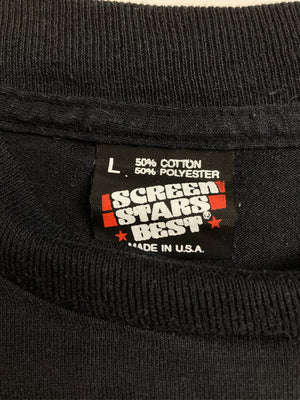 L 50% COTTON
50% POLYESTER
SCREEN
STARS
BEST®
MADE IN U.S.A.